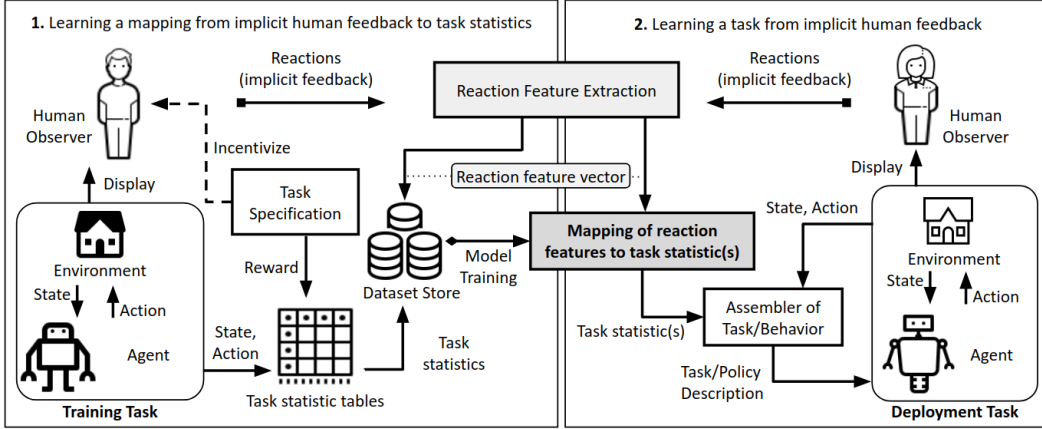 1. Learning a mapping from implicit human feedback to task statistics
Reactions
(implicit feedback)
Human
Observer
Incentivize
Display
Task
Specification
Reward
Environment
State
Action
Agent
Training Task
State,
Action
Task statistic tables
Task
statistics
Dataset Store
Model
Training
Reaction Feature Extraction
Reaction feature vector
Mapping of reaction
features to task statistic(s)
2. Learning a task from implicit human feedback
Reactions
(implicit feedback)
Human
Observer
Display
State, Action
Assembler of
Task/Behavior
Task statistic(s)
Task/Policy
Description
Environment
State
Action
Agent
Deployment Task